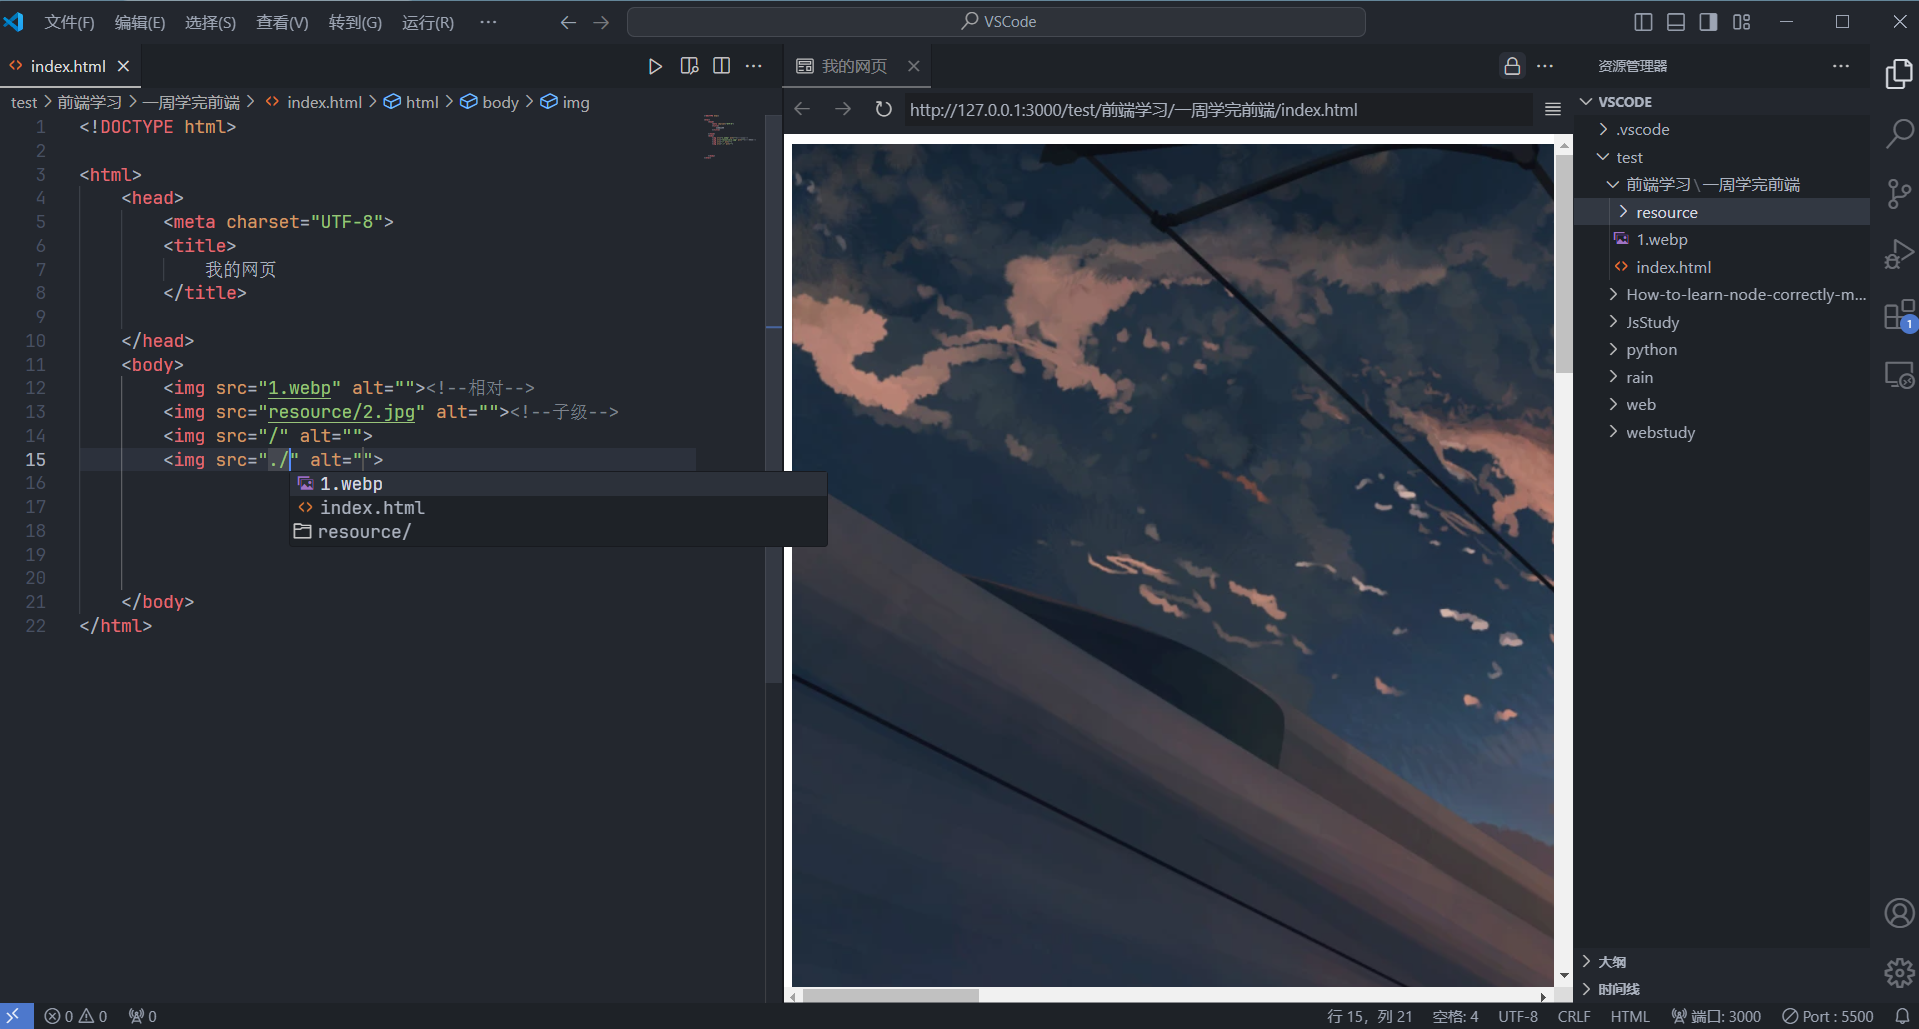 文件(F) 编辑(E) 选择(S) 查看(V) 转到(G) 运行(R) ··· VSCode
index.html
test > 前端学习 > 一周学完前端 > index.html > html > body > img
1 <!DOCTYPE html>
2
3 <html>
4 <head>
5 <meta charset="UTF-8">
6 <title>
7 我的网页
8 </title>
9
10 </head>
11 <body>
12 <img src="1.webp" alt=""><!--相对-->
13 <img src="resource/2.jpg" alt=""><!--子级-->
14 <img src="/" alt="">
15 <img src="./" alt="">
1.webp
index.html
resource/
16
17
18
19
20
21 </body>
22 </html>
我的网页
http://127.0.0.1:3000/test/前端学习/一周学完前端/index.html
资源管理器
VSCODE
.vscode
test
前端学习\一周学完前端
resource
1.webp
index.html
How-to-learn-node-correctly-m...
JsStudy
python
rain
web
webstudy
大纲
时间线
1
0 0 0 行 15，列 21 空格: 4 UTF-8 CRLF HTML 端口: 3000 Port : 5500